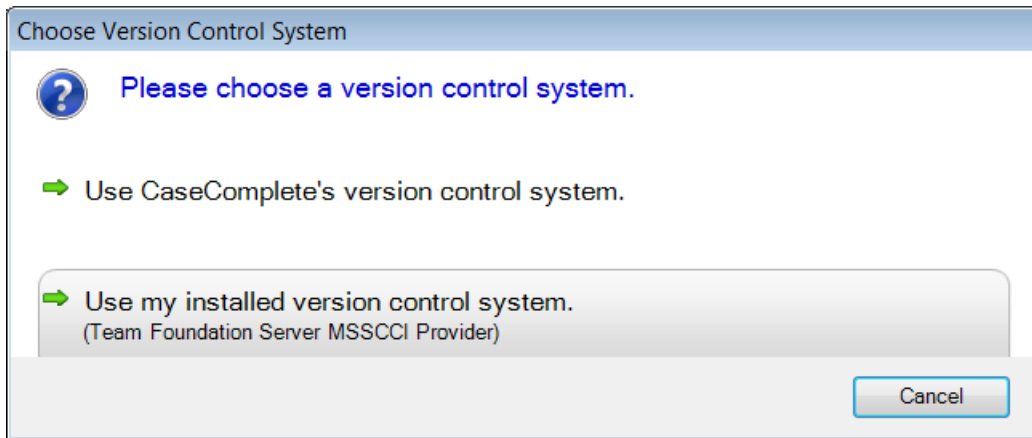 Choose Version Control System
Please choose a version control system.
Use CaseComplete's version control system.
Use my installed version control system.
(Team Foundation Server MSSCCI Provider)
Cancel